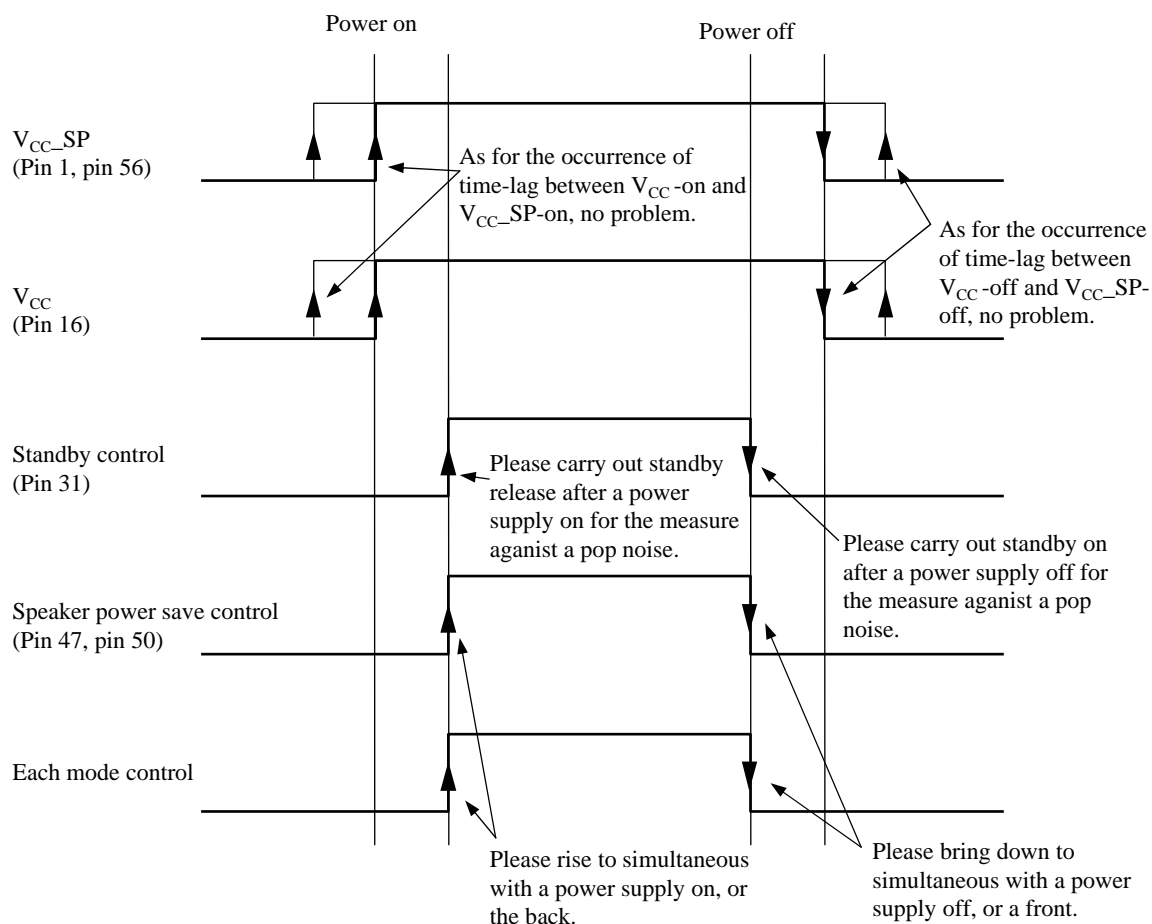 Power on
Power off
VCC_SP
(Pin 1, pin 56)
As for the occurrence of
time-lag between VCC -on and
VCC_SP-on, no problem.
As for the occurrence
of time-lag between
VCC -off and VCC_SP-
off, no problem.
VCC
(Pin 16)
Standby control
(Pin 31)
Please carry out standby
release after a power
supply on for the measure
aganist a pop noise.
Please carry out standby on
after a power supply off for
the measure aganist a pop
noise.
Speaker power save control
(Pin 47, pin 50)
Each mode control
Please rise to simultaneous
with a power supply on, or
the back.
Please bring down to
simultaneous with a power
supply off, or a front.